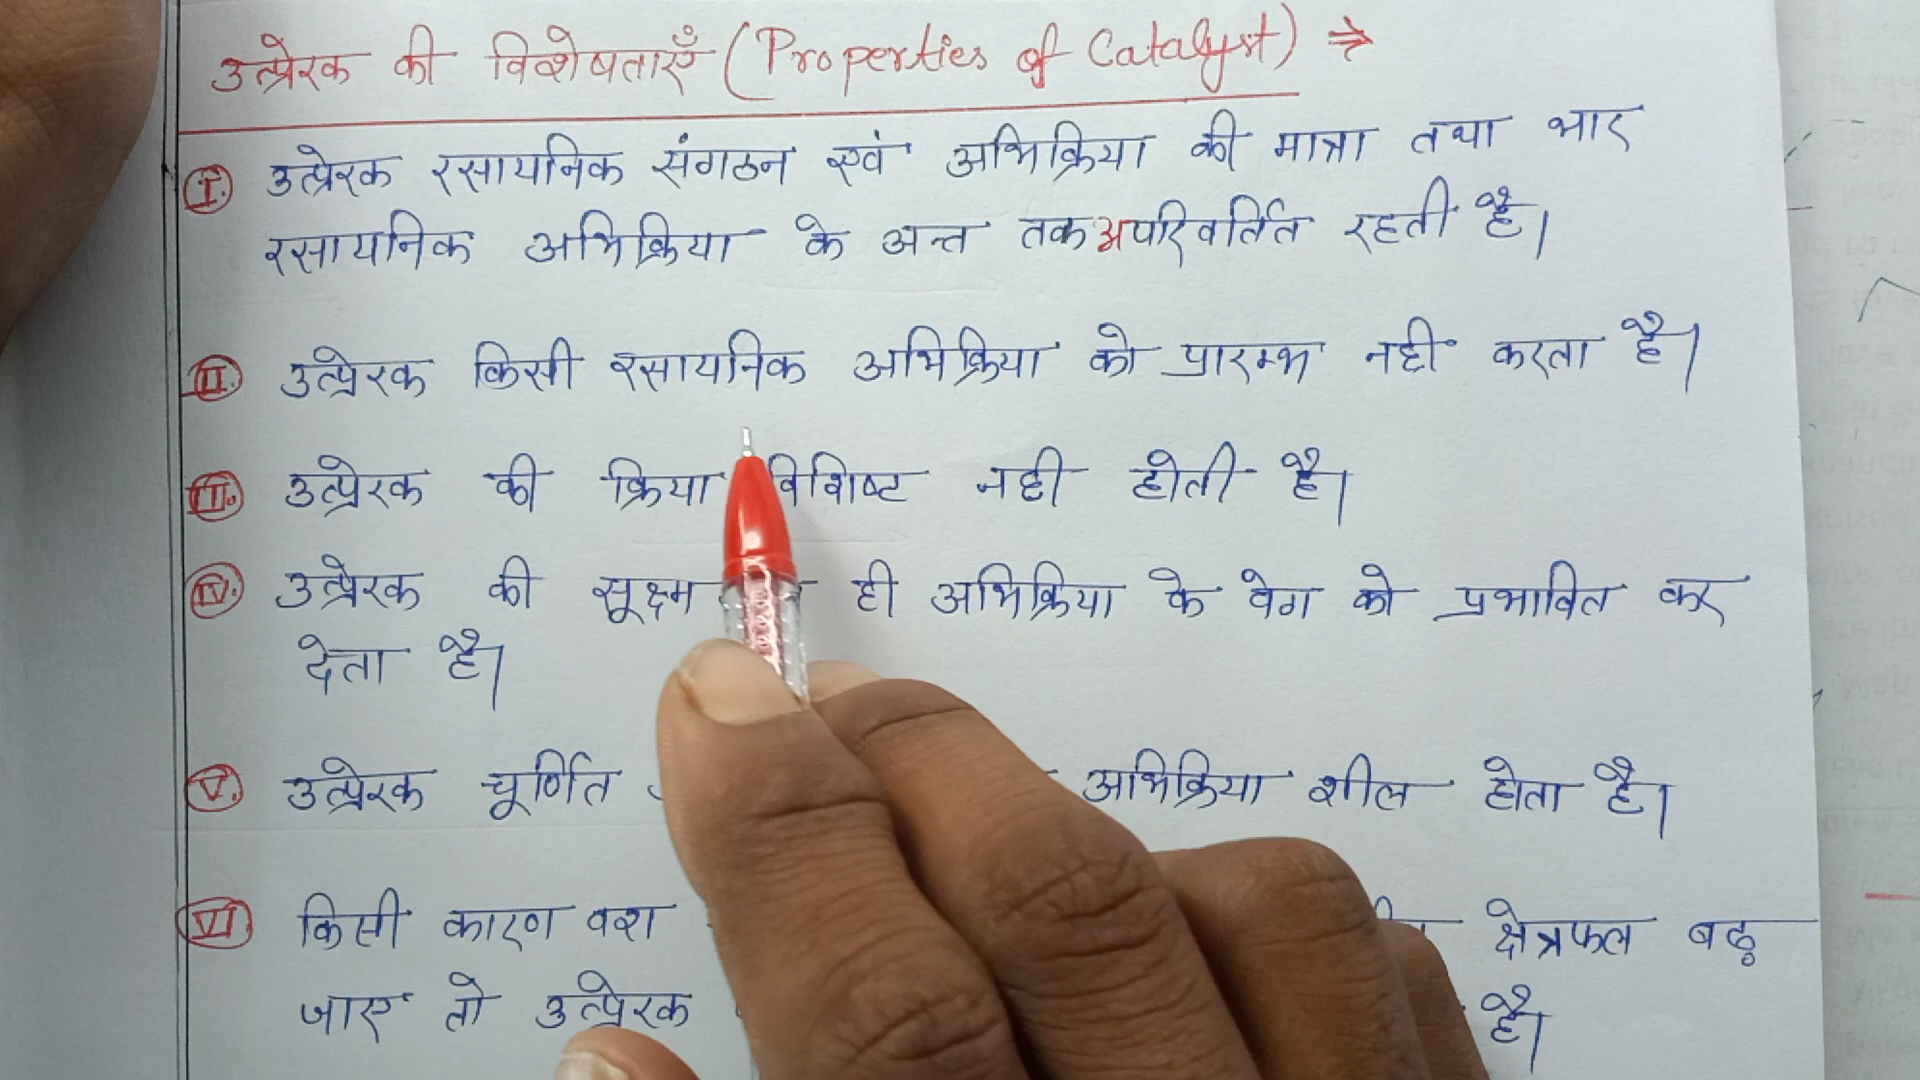 उत्प्रेरक की विशेषताएँ (Properties of Catalyst) ⇒
I. उत्प्रेरक रसायनिक संगठन एवं अभिक्रिया की मात्रा तथा भार
रसायनिक अभिक्रिया के अन्त तक अपरिवर्तित रहती है।
II. उत्प्रेरक किसी रसायनिक अभिक्रिया को प्रारम्भ नही करता है।
III. उत्प्रेरक की क्रिया विशिष्ट नही होती है।
IV. उत्प्रेरक की सूक्ष्म ही अभिक्रिया के वेग को प्रभावित कर
देता है।
V. उत्प्रेरक चूर्णित अभिक्रिया शील होता है।
VI. किसी कारण वश क्षेत्रफल बढ़
जाए तो उत्प्रेरक है।